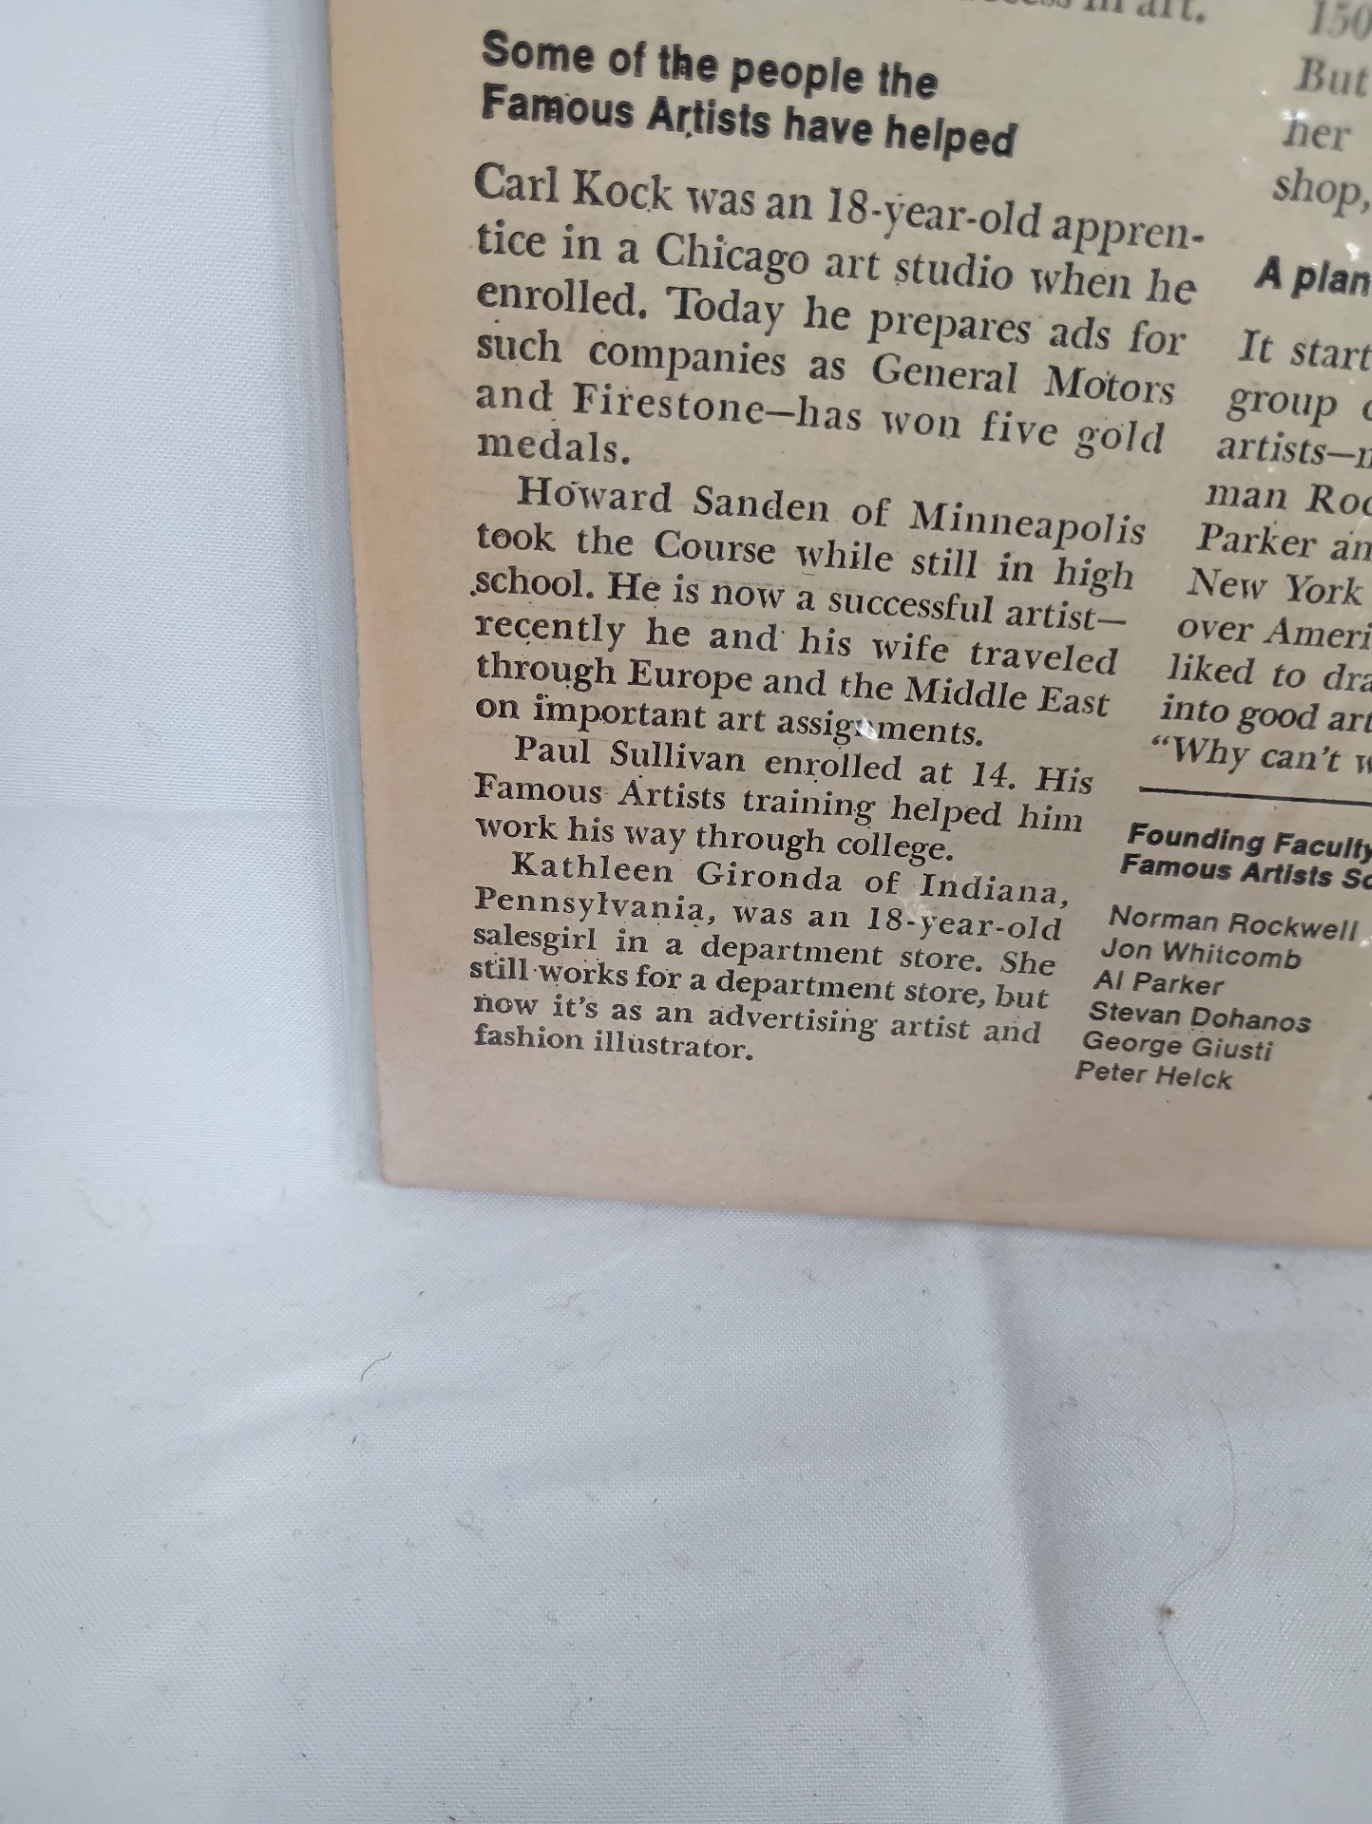 in art.
Some of the people the
Famous Artists have helped
Carl Kock was an 18-year-old appren-
tice in a Chicago art studio when he
enrolled. Today he prepares ads for
such companies as General Motors
and Firestone—has won five gold
medals.
Howard Sanden of Minneapolis
took the Course while still in high
school. He is now a successful artist—
recently he and his wife traveled
through Europe and the Middle East
on important art assignments.
Paul Sullivan enrolled at 14. His
Famous Artists training helped him
work his way through college.
Kathleen Gironda of Indiana,
Pennsylvania, was an 18-year-old
salesgirl in a department store. She
still works for a department store, but
now it's as an advertising artist and
fashion illustrator.
150
But
her
shop,
A plan
It start
group
artists—
man Roc
Parker an
New York
over Ameri
liked to dra
into good art
"Why can't w
Founding Faculty
Famous Artists Sc
Norman Rockwell
Jon Whitcomb
Al Parker
Stevan Dohanos
George Giusti
Peter Helck